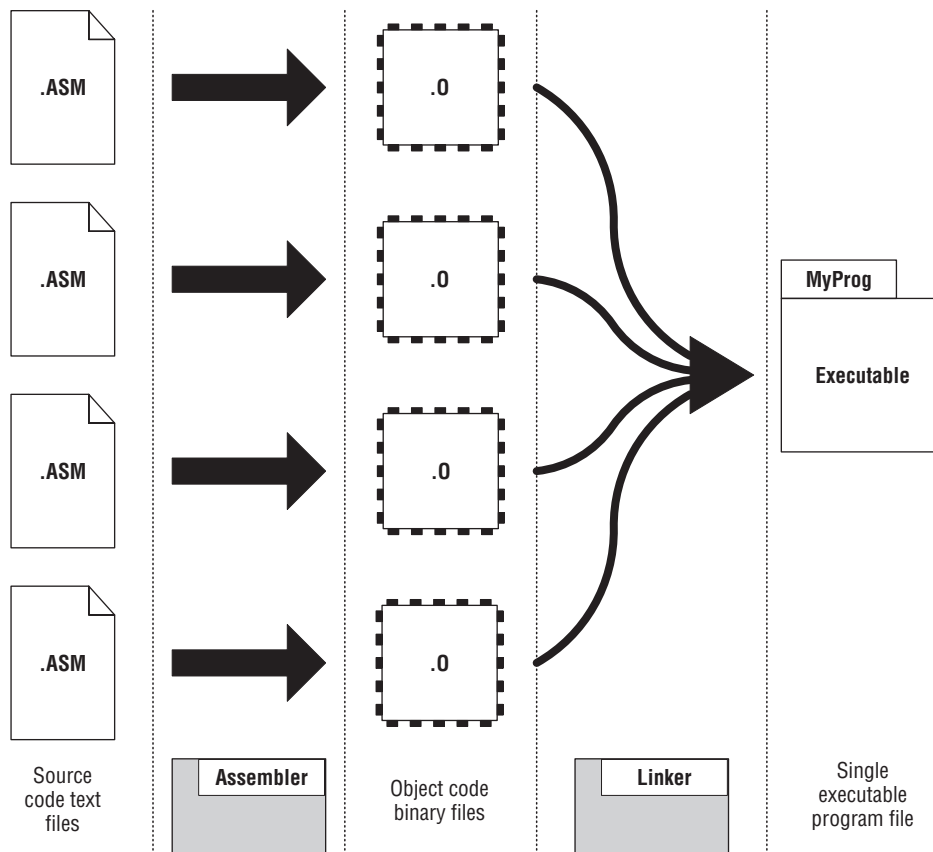 .ASM
.O
.ASM
.O
MyProg
.ASM
.O
Executable
.ASM
.O
Source
code text
files
Assembler
Object code
binary files
Linker
Single
executable
program file